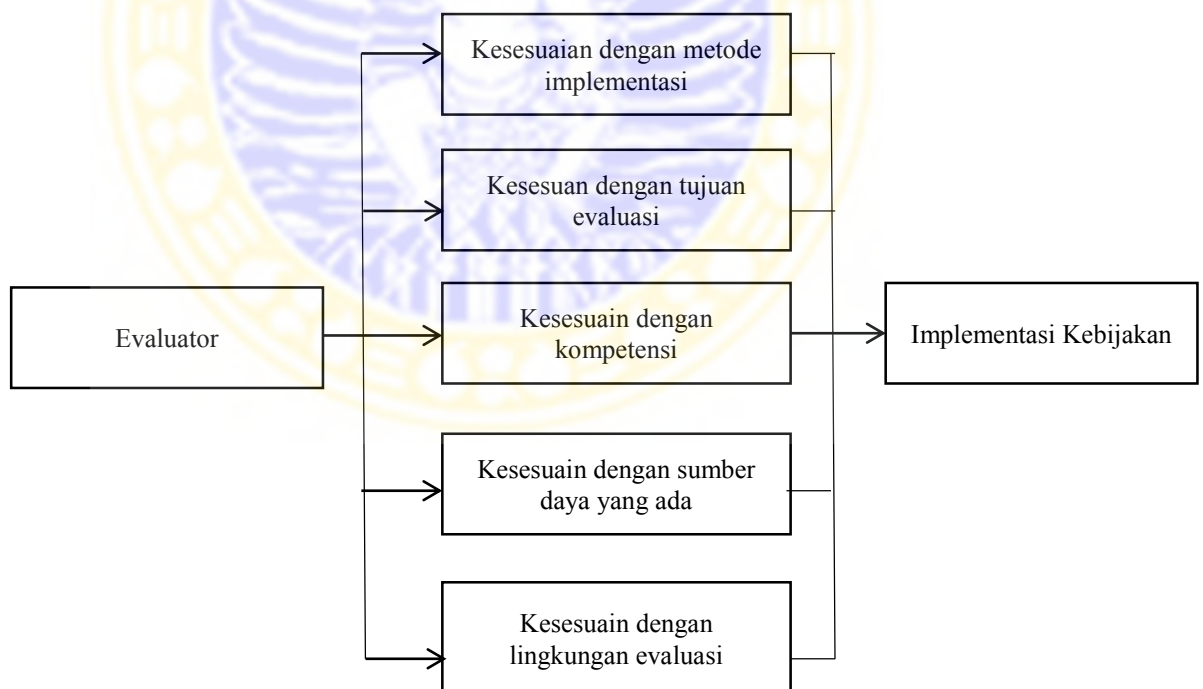 Kesesuaian dengan metode
implementasi
Kesesuan dengan tujuan
evaluasi
Evaluator
Kesesuain dengan
kompetensi
Implementasi Kebijakan
Kesesuain dengan sumber
daya yang ada
Kesesuain dengan
lingkungan evaluasi